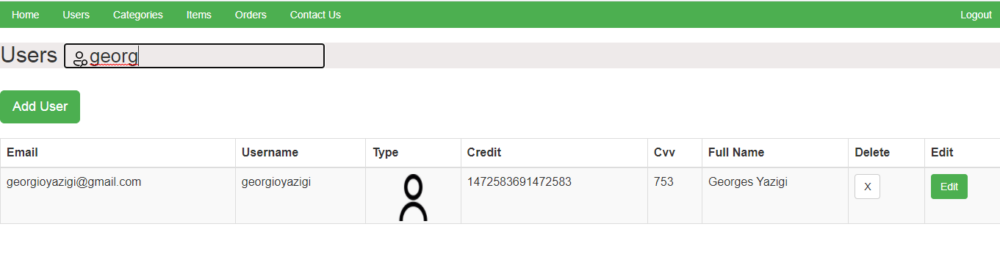 Home Users Categories Items Orders Contact Us Logout
Users georg
Add User
Email Username Type Credit Cvv Full Name Delete Edit
georgioyazigi@gmail.com georgioyazigi 1472583691472583 753 Georges Yazigi X Edit